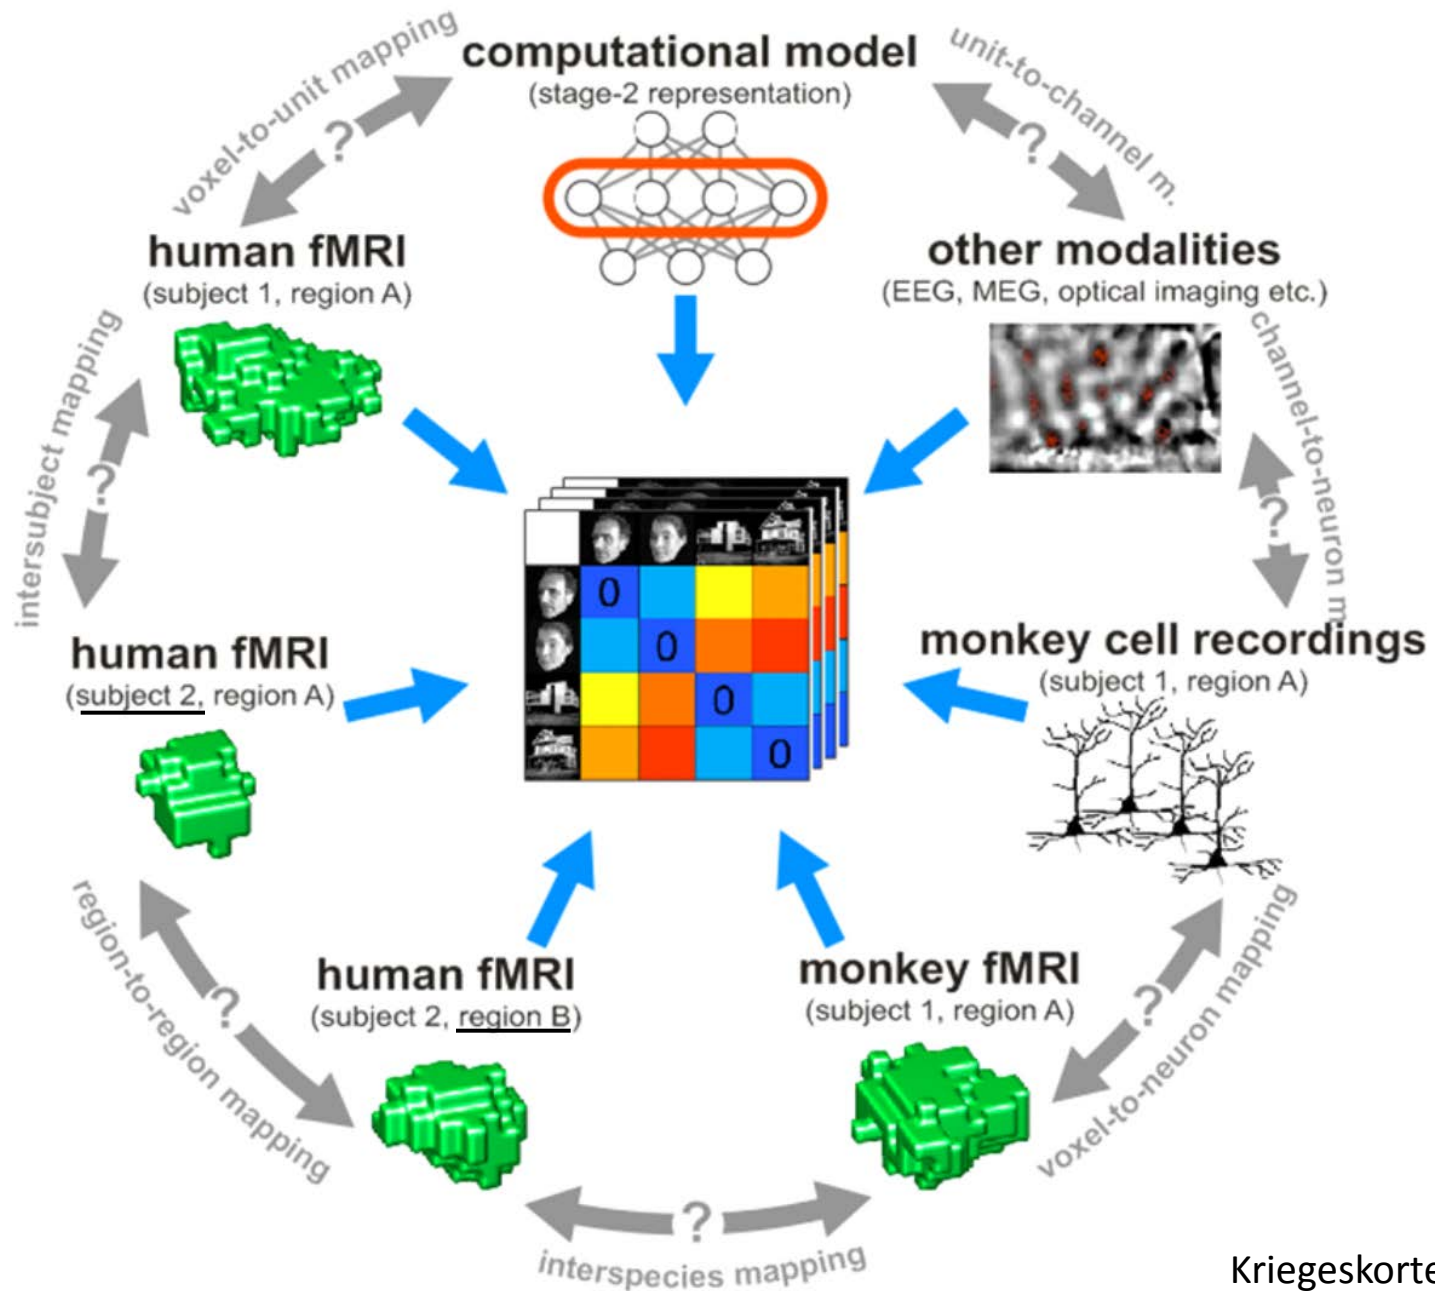 voxel-to-unit mapping
computational model
(stage-2 representation)
unit-to-channel m.
?
?
human fMRI
(subject 1, region A)
other modalities
(EEG, MEG, optical imaging etc.)
intersubject mapping
?
channel-to-neuron m
?
0
0
0
0
human fMRI
(subject 2, region A)
monkey cell recordings
(subject 1, region A)
region-to-region mapping
?
human fMRI
(subject 2, region B)
monkey fMRI
(subject 1, region A)
?
voxel-to-neuron mapping
?
interspecies mapping
Kriegeskorte